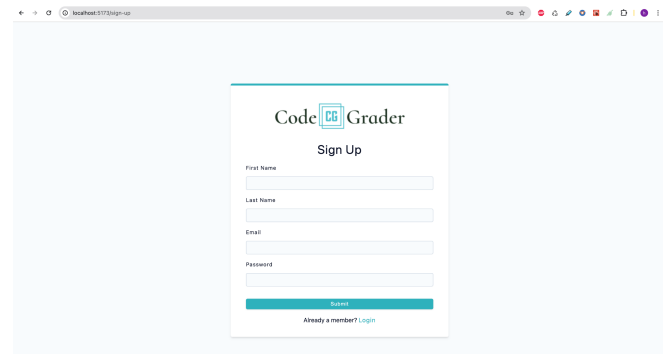 localhost:5173/sign-up
Code CG Grader
Sign Up
First Name
Last Name
Email
Password
Submit
Already a member? Login